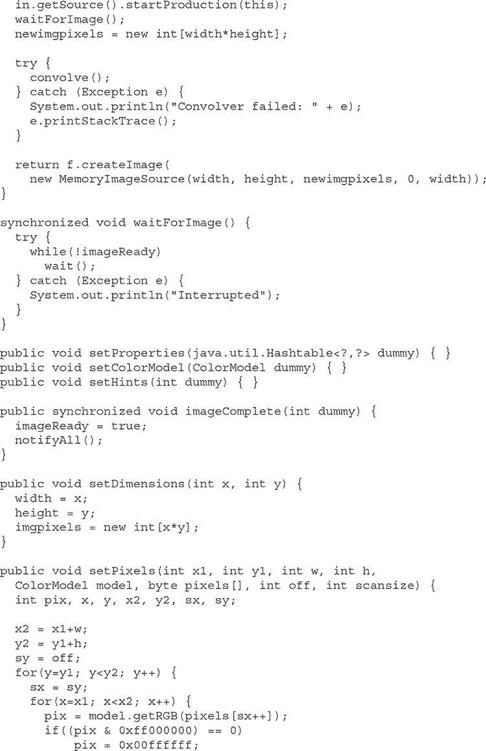 in.getSource().startProduction(this);
waitForImage();
newimgpixels = new int[width*height];

try {
convolve();
} catch (Exception e) {
System.out.println("Convolver failed: " + e);
e.printStackTrace();
}

return f.createImage(
new MemoryImageSource(width, height, newimgpixels, 0, width));
}

synchronized void waitForImage() {
try {
while(!imageReady)
wait();
} catch (Exception e) {
System.out.println("Interrupted");
}
}

public void setProperties(java.util.Hashtable<?,?> dummy) { }
public void setColorModel(ColorModel dummy) { }
public void setHints(int dummy) { }

public synchronized void imageComplete(int dummy) {
imageReady = true;
notifyAll();
}

public void setDimensions(int x, int y) {
width = x;
height = y;
imgpixels = new int[x*y];
}

public void setPixels(int x1, int y1, int w, int h,
ColorModel model, byte pixels[], int off, int scansize) {
int pix, x, y, x2, y2, sx, sy;

x2 = x1+w;
y2 = y1+h;
sy = off;
for(y=y1; y<y2; y++) {
sx = sy;
for(x=x1; x<x2; x++) {
pix = model.getRGB(pixels[sx++]);
if((pix & 0xff000000) == 0)
pix = 0x00ffffff;